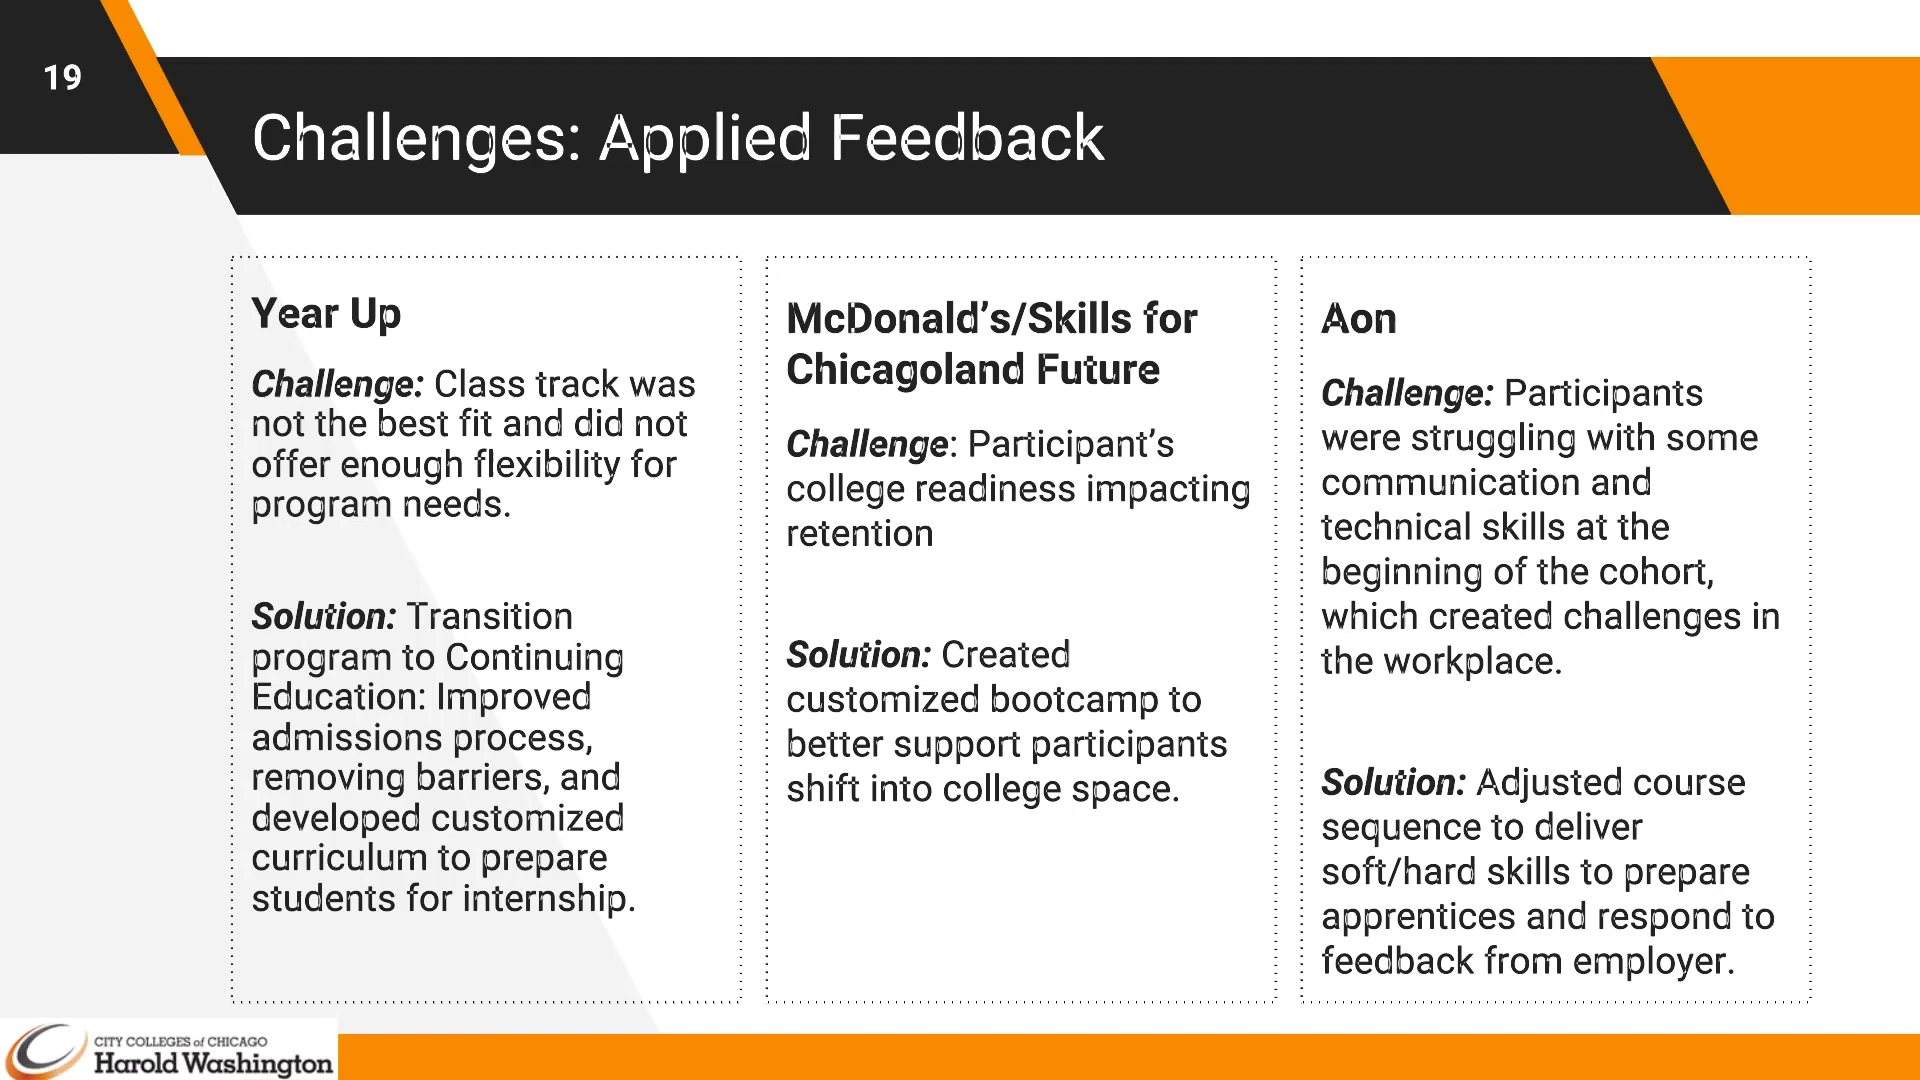 19
Challenges: Applied Feedback
Year Up
Challenge: Class track was
not the best fit and did not
offer enough flexibility for
program needs.
Solution: Transition
program to Continuing
Education: Improved
admissions process,
removing barriers, and
developed customized
curriculum to prepare
students for internship.
McDonald’s/Skills for
Chicagoland Future
Challenge: Participant’s
college readiness impacting
retention
Solution: Created
customized bootcamp to
better support participants
shift into college space.
Aon
Challenge: Participants
were struggling with some
communication and
technical skills at the
beginning of the cohort,
which created challenges in
the workplace.
Solution: Adjusted course
sequence to deliver
soft/hard skills to prepare
apprentices and respond to
feedback from employer.
CITY COLLEGES of CHICAGO
Harold Washington